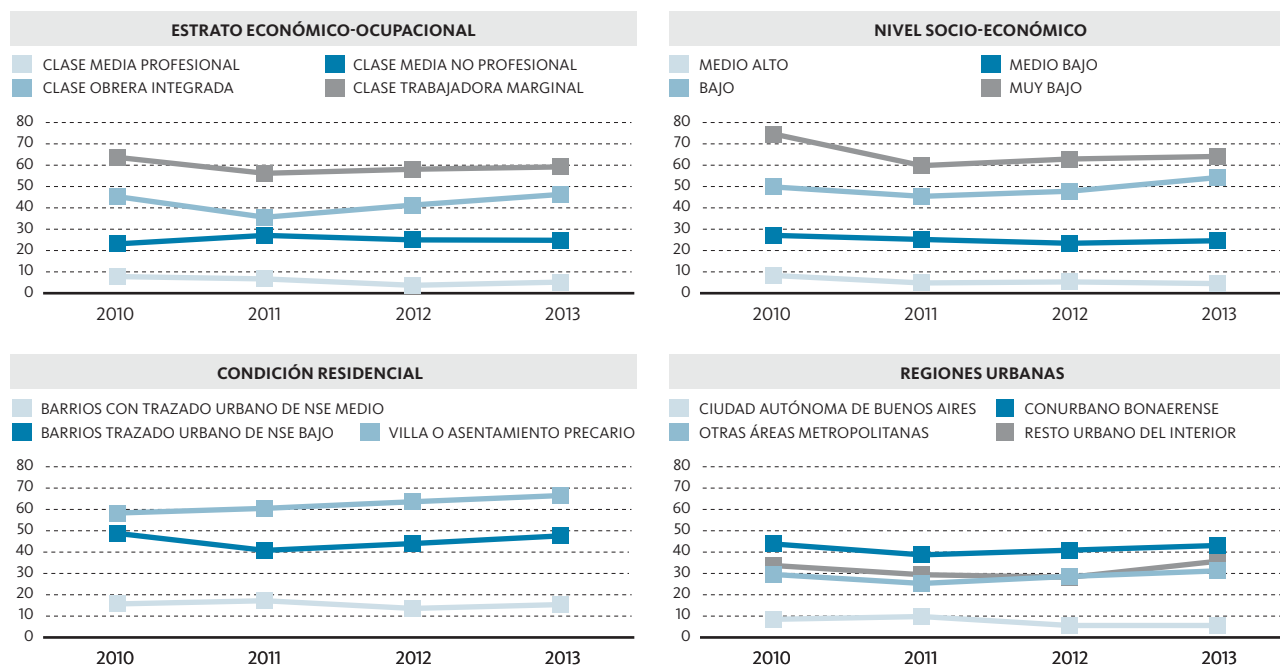 ESTRATO ECONÓMICO-OCUPACIONAL
CLASE MEDIA PROFESIONAL
CLASE MEDIA NO PROFESIONAL
CLASE OBRERA INTEGRADA
CLASE TRABAJADORA MARGINAL
80
70
60
50
40
30
20
10
0
2010 2011 2012 2013
NIVEL SOCIO-ECONÓMICO
MEDIO ALTO
MEDIO BAJO
BAJO
MUY BAJO
80
70
60
50
40
30
20
10
0
2010 2011 2012 2013
CONDICIÓN RESIDENCIAL
BARRIOS CON TRAZADO URBANO DE NSE MEDIO
BARRIOS TRAZADO URBANO DE NSE BAJO
VILLA O ASENTAMIENTO PRECARIO
80
70
60
50
40
30
20
10
0
2010 2011 2012 2013
REGIONES URBANAS
CIUDAD AUTÓNOMA DE BUENOS AIRES
CONURBANO BONAERENSE
OTRAS ÁREAS METROPOLITANAS
RESTO URBANO DEL INTERIOR
80
70
60
50
40
30
20
10
0
2010 2011 2012 2013